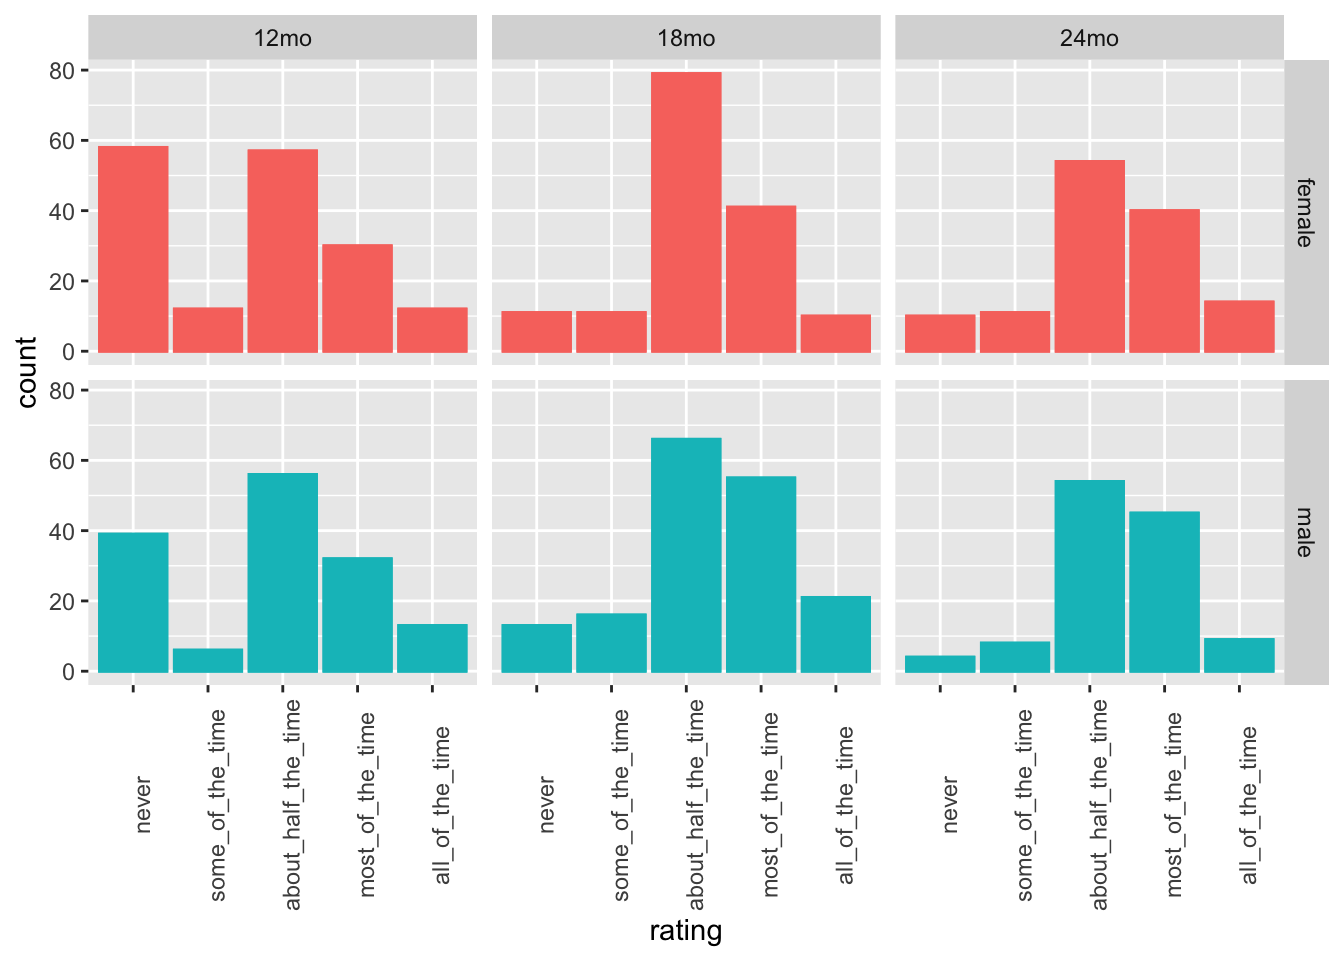 12mo 18mo 24mo
80
60
40
20
0
female
count
80
60
40
20
0
male
never some_of_the_time about_half_the_time most_of_the_time all_of_the_time never some_of_the_time about_half_the_time most_of_the_time all_of_the_time never some_of_the_time about_half_the_time most_of_the_time all_of_the_time
rating